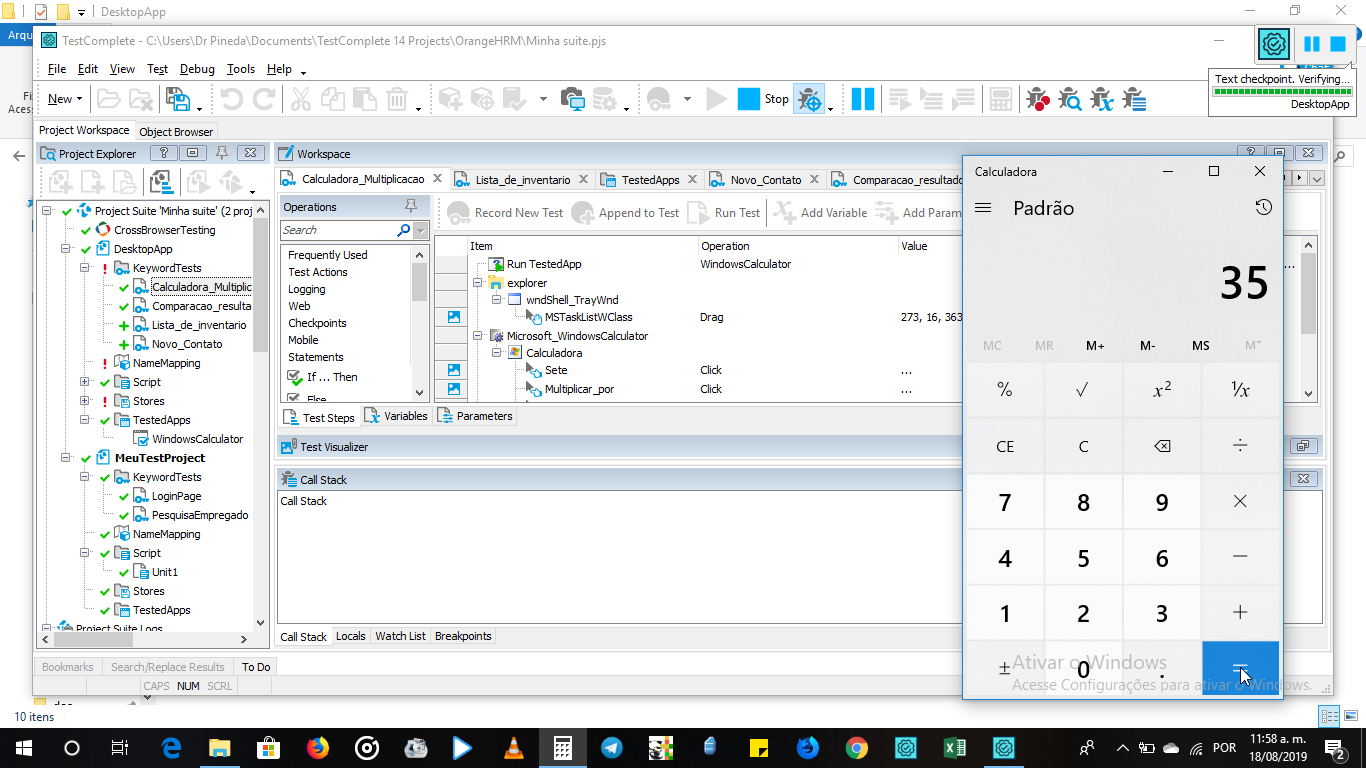 DesktopApp
Arqu
TestComplete - C:\Users\Dr Pineda\Documents\TestComplete 14 Projects\OrangeHRM\Minha suite.pjs
File Edit View Test Debug Tools Help
Text checkpoint. Verifying...
DesktopApp
New
Stop
Project Workspace
Object Browser
Project Explorer
Workspace
Project Suite 'Minha suite' (2 proj
CrossBrowserTesting
DesktopApp
KeywordTests
Calculadora_Multiplic
Comparacao_resulta
Lista_de_inventario
Novo_Contato
NameMapping
Script
Stores
TestedApps
WindowsCalculator
MeuTestProject
KeywordTests
LoginPage
PesquisaEmpregado
NameMapping
Script
Unit1
Stores
TestedApps
Project Suite Logs
Calculadora_Multiplicacao
Lista_de_inventario
TestedApps
Novo_Contato
Comparacao_resultado
Operations
Search
Frequently Used
Test Actions
Logging
Web
Checkpoints
Mobile
Statements
If ... Then
Else
Record New Test
Append to Test
Run Test
Add Variable
Add Param
Item Operation Value
Run TestedApp WindowsCalculator
...
explorer
wndShell_TrayWnd
MSTaskListWClass Drag 273, 16, 363
Microsoft_WindowsCalculator
Calculadora
Sete Click ...
Multiplicar_por Click ...
Test Steps
Variables
Parameters
Test Visualizer
Call Stack
Call Stack
Call Stack Locals Watch List Breakpoints
Bookmarks Search/Replace Results To Do
CAPS NUM SCRL
Calculadora
Padrão
35
MC MR M+ M- MS M˅
% √ x² ¹/x
CE C ⌫ ÷
7 8 9 ×
4 5 6 −
1 2 3 +
± 0 . =
Ativar o Windows
Acesse Configurações para ativar o Windows.
10 itens
POR
11:58 a. m.
18/08/2019
2